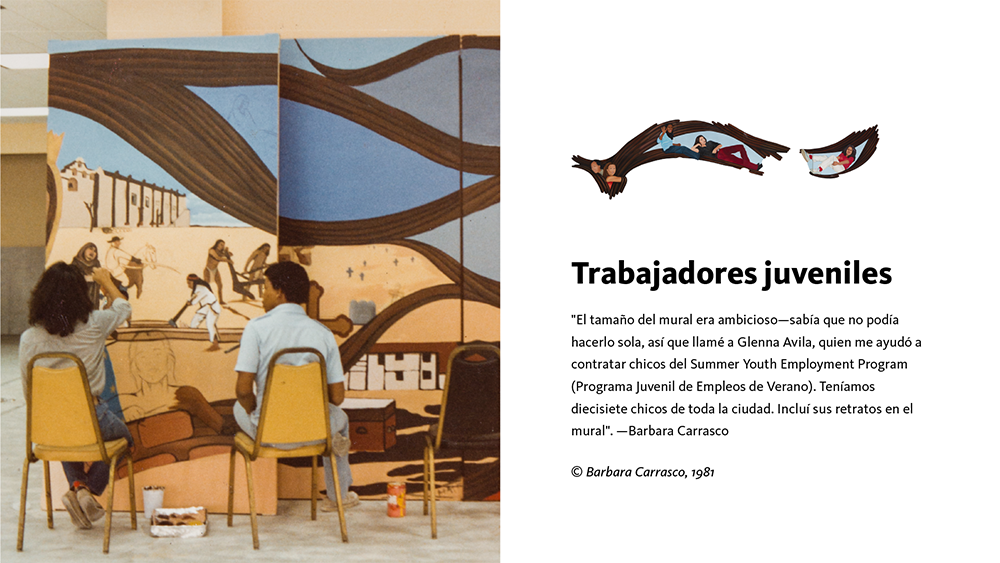 Trabajadores juveniles
"El tamaño del mural era ambicioso—sabía que no podía
hacerlo sola, así que llamé a Glenna Avila, quien me ayudó a
contratar chicos del Summer Youth Employment Program
(Programa Juvenil de Empleos de Verano). Teníamos
diecisiete chicos de toda la ciudad. Incluí sus retratos en el
mural". —Barbara Carrasco
© Barbara Carrasco, 1981